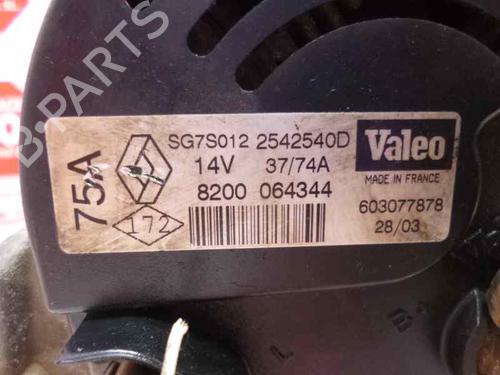 SG7S012 2542540D
14V 37/74A
8200 064344
75A
172
Valeo
MADE IN FRANCE
603077878
28/03
L B+
B-PARTS